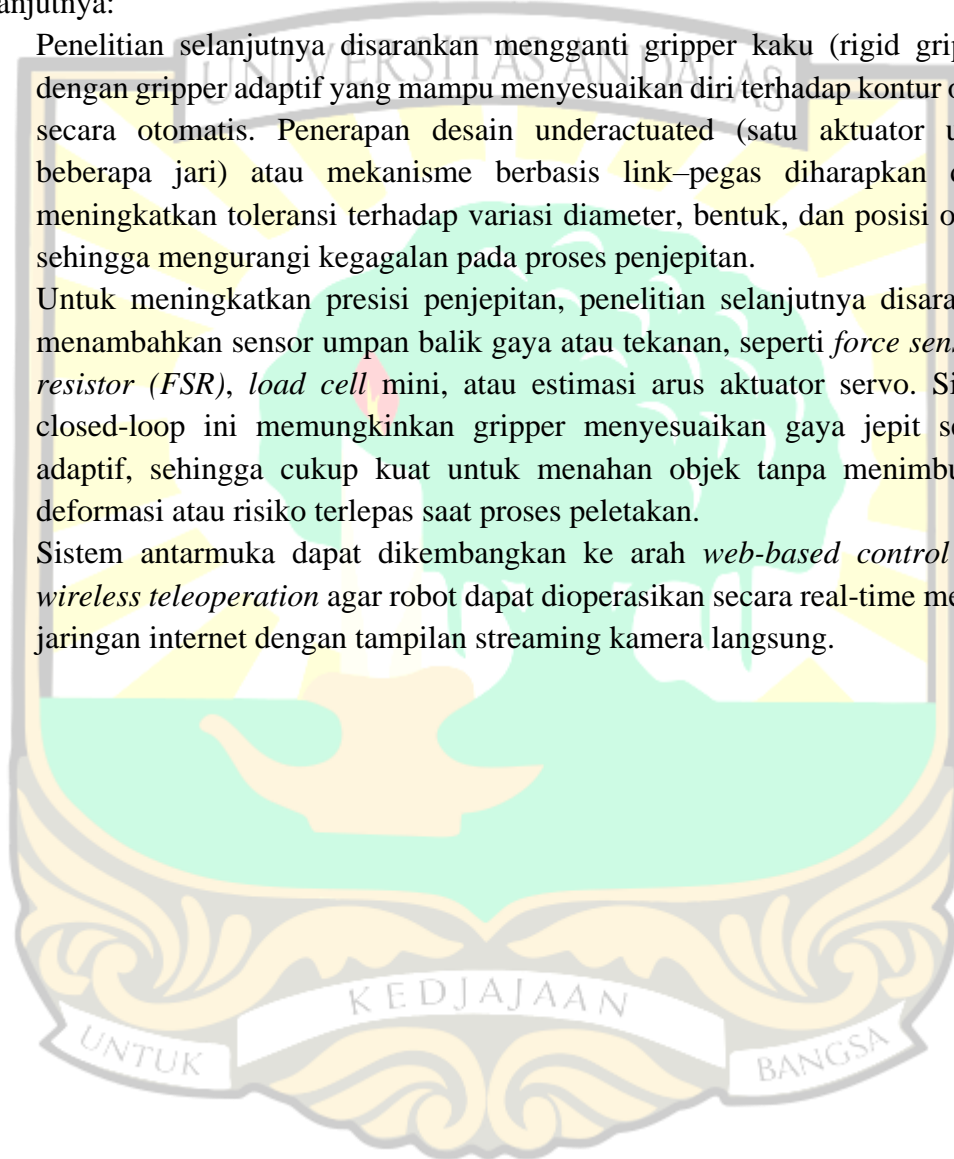 anjutnya:
Penelitian selanjutnya disarankan mengganti gripper kaku (rigid grip
dengan gripper adaptif yang mampu menyesuaikan diri terhadap kontur o
secara otomatis. Penerapan desain underactuated (satu aktuator u
beberapa jari) atau mekanisme berbasis link–pegas diharapkan
meningkatkan toleransi terhadap variasi diameter, bentuk, dan posisi o
sehingga mengurangi kegagalan pada proses penjepitan.
Untuk meningkatkan presisi penjepitan, penelitian selanjutnya disara
menambahkan sensor umpan balik gaya atau tekanan, seperti force sen
resistor (FSR), load cell mini, atau estimasi arus aktuator servo. Si
closed-loop ini memungkinkan gripper menyesuaikan gaya jepit se
adaptif, sehingga cukup kuat untuk menahan objek tanpa menimbu
deformasi atau risiko terlepas saat proses peletakan.
Sistem antarmuka dapat dikembangkan ke arah web-based control
wireless teleoperation agar robot dapat dioperasikan secara real-time me
jaringan internet dengan tampilan streaming kamera langsung.
UNIVERSITAS ANDALAS
UNTUK KEDJAJAAN BANGSA